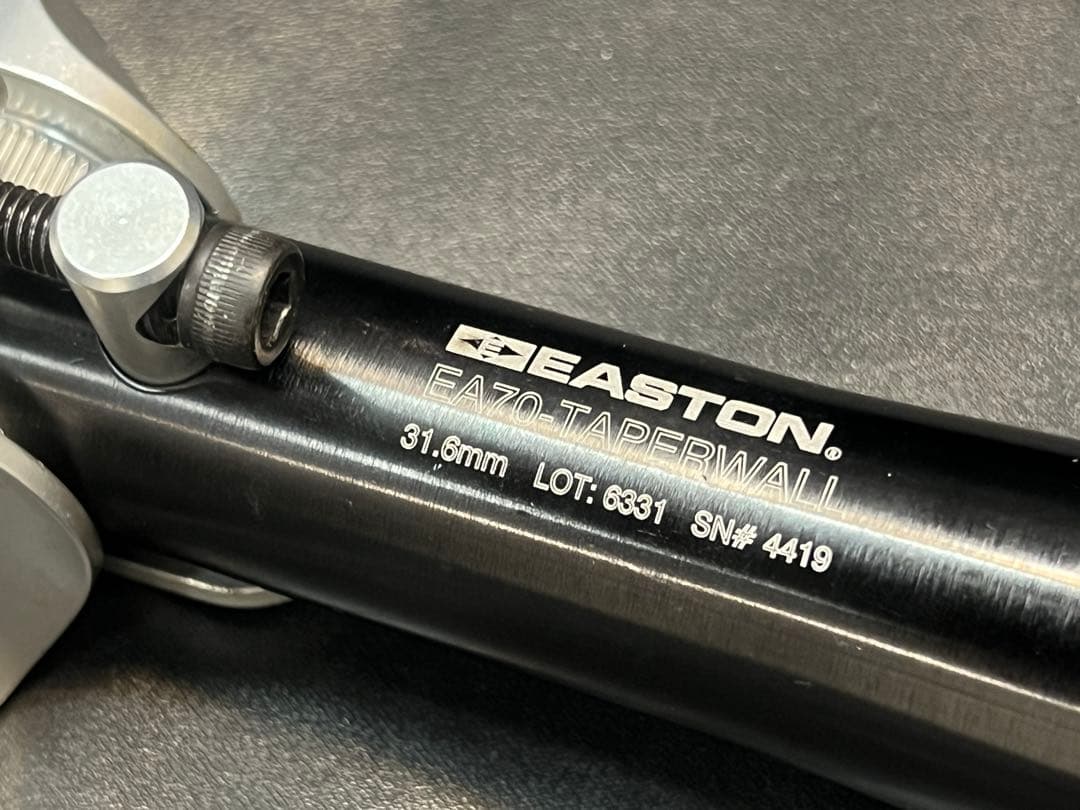 E EASTON®
EA70-TAPERWALL
31.6mm LOT: 6331 SN# 4419